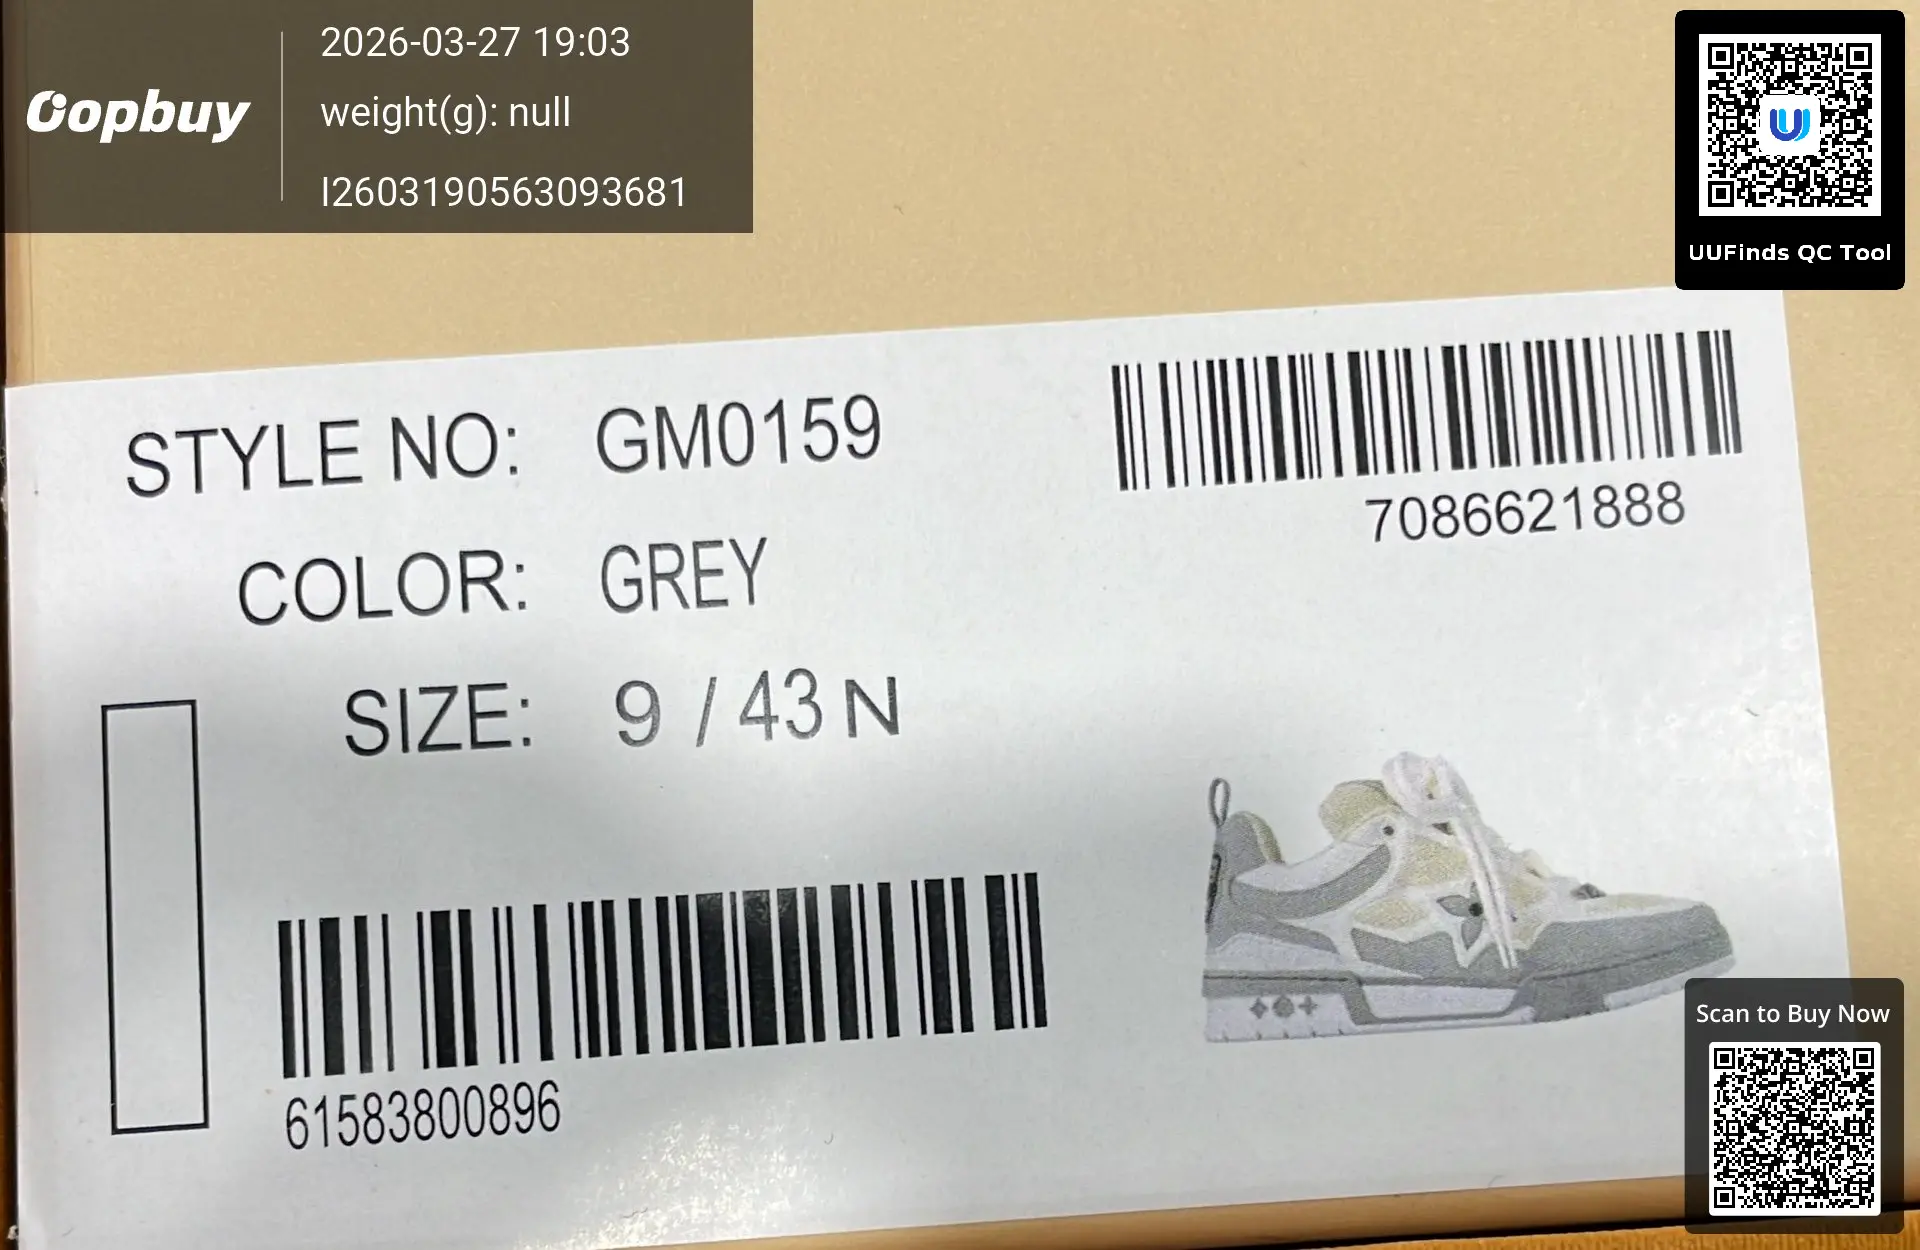 Oopbuy
2026-03-27 19:03
weight(g): null
I2603190563093681
UUFinds QC Tool
STYLE NO: GM0159
7086621888
COLOR: GREY
SIZE: 9 / 43 N
61583800896
Scan to Buy Now